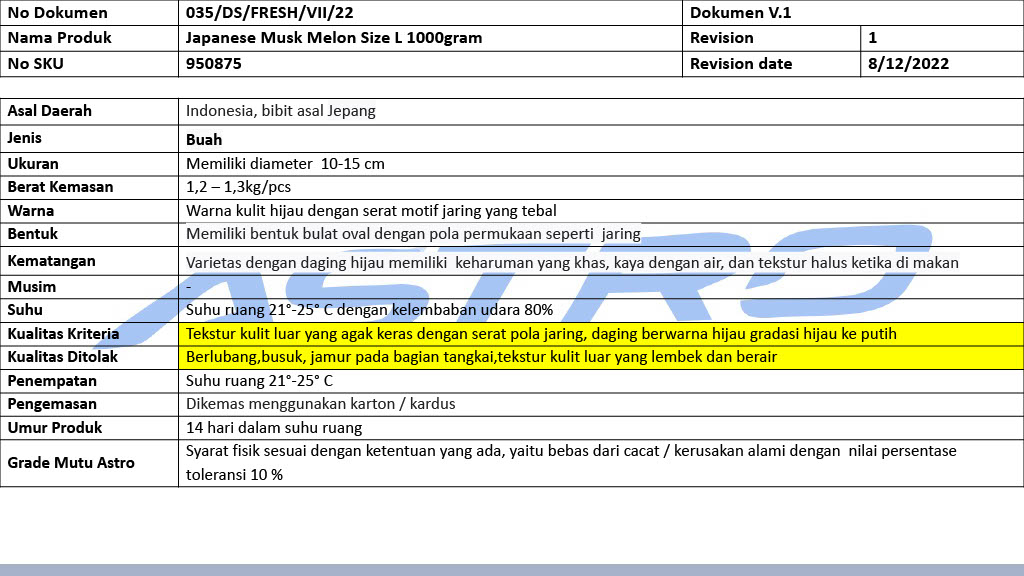 No Dokumen 035/DS/FRESH/VII/22 Dokumen V.1
Nama Produk Japanese Musk Melon Size L 1000gram Revision 1
No SKU 950875 Revision date 8/12/2022
Asal Daerah Indonesia, bibit asal Jepang
Jenis Buah
Ukuran Memiliki diameter  10-15 cm
Berat Kemasan 1,2 – 1,3kg/pcs
Warna Warna kulit hijau dengan serat motif jaring yang tebal
Bentuk Memiliki bentuk bulat oval dengan pola permukaan seperti  jaring
Kematangan Varietas dengan daging hijau memiliki  keharuman yang khas, kaya dengan air, dan tekstur halus ketika di makan
Musim -
Suhu Suhu ruang 21°-25° C dengan kelembaban udara 80%
Kualitas Kriteria Tekstur kulit luar yang agak keras dengan serat pola jaring, daging berwarna hijau gradasi hijau ke putih
Kualitas Ditolak Berlubang,busuk, jamur pada bagian tangkai,tekstur kulit luar yang lembek dan berair
Penempatan Suhu ruang 21°-25° C
Pengemasan Dikemas menggunakan karton / kardus
Umur Produk 14 hari dalam suhu ruang
Grade Mutu Astro Syarat fisik sesuai dengan ketentuan yang ada, yaitu bebas dari cacat / kerusakan alami dengan  nilai persentase
toleransi 10 %
ASTRO